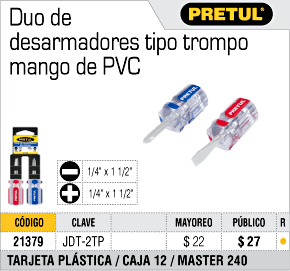 PRETUL®
Duo de
desarmadores tipo trompo
mango de PVC
PRETUL
1/4" x 1 1/2"
1/4" x 1 1/2"
CÓDIGO CLAVE MAYOREO PÚBLICO R
21379 JDT-2TP $ 22 $ 27
TARJETA PLÁSTICA / CAJA 12 / MASTER 240